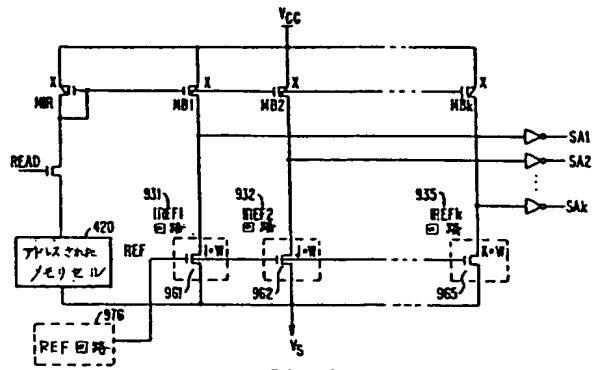 VCC
X X X X
MBR MB1 MB2 MBk
SA1
READ
SA2
931 932 935
SAk
IREF1 IREF2 IREFk
回路 回路 回路
420
アドレスされた
メモリセル
REF
I•W I•W K•W
961 962 965
976
REF 回路
VS